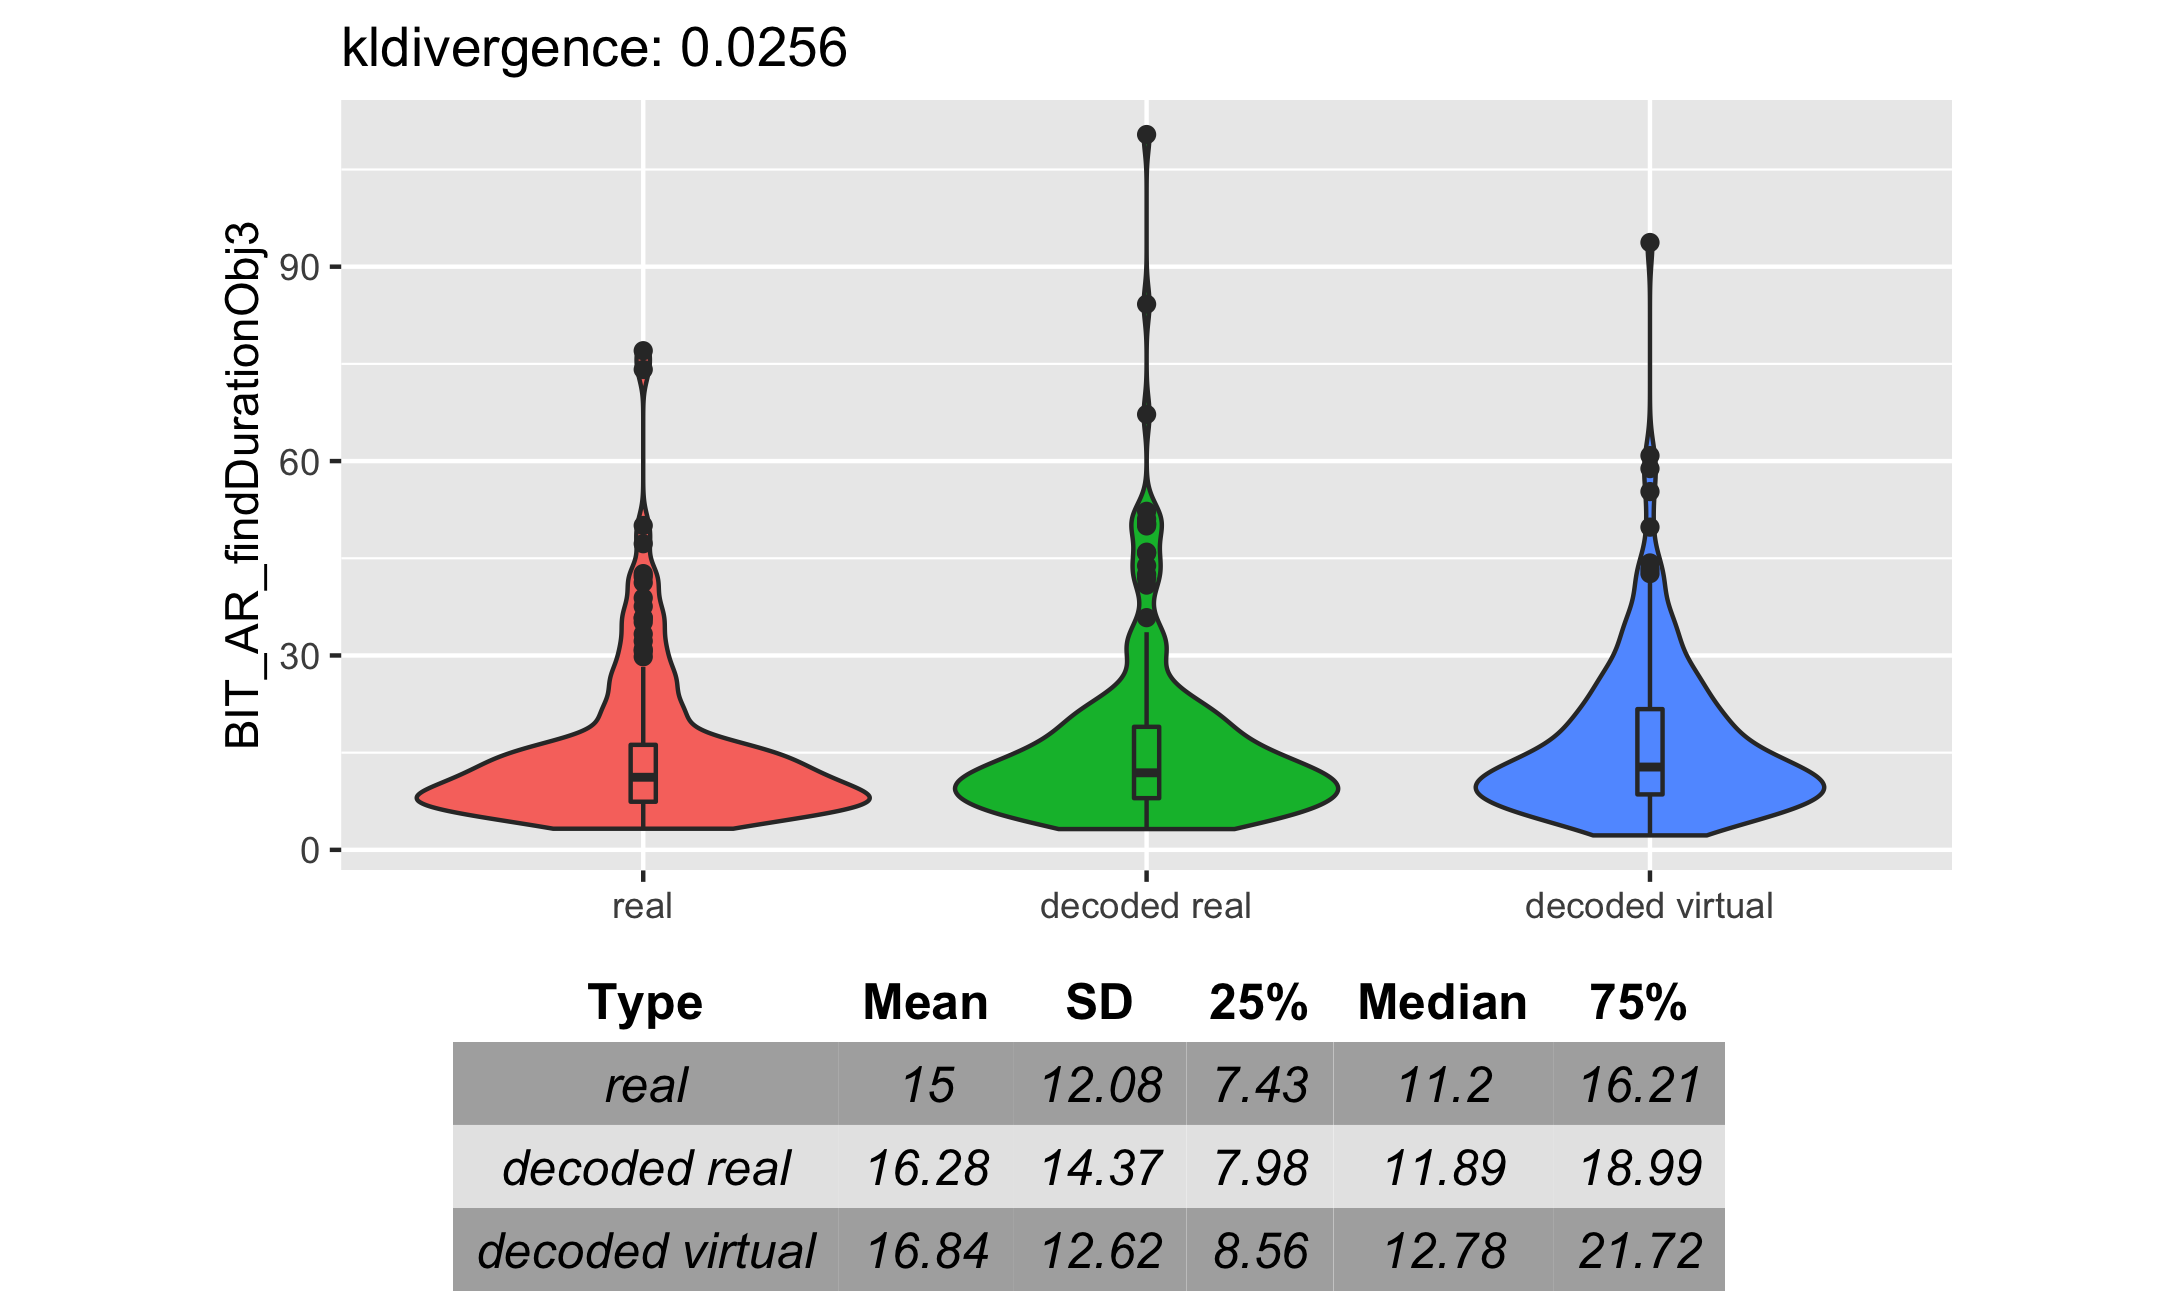 kldivergence: 0.0256
BIT_AR_findDurationObj3
90
60
30
0
real decoded real decoded virtual
Type Mean SD 25% Median 75%
real 15 12.08 7.43 11.2 16.21
decoded real 16.28 14.37 7.98 11.89 18.99
decoded virtual 16.84 12.62 8.56 12.78 21.72